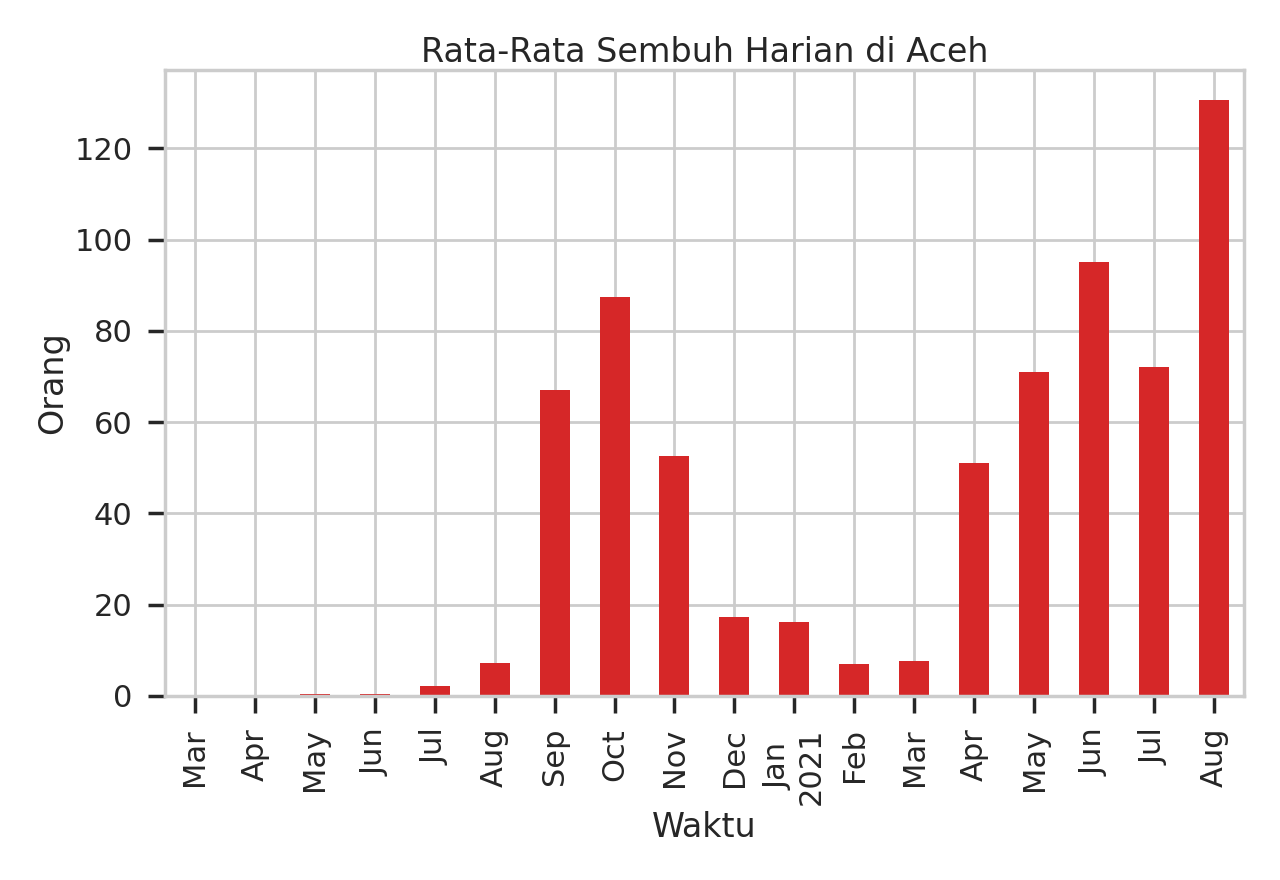 Rata-Rata Sembuh Harian di Aceh
120
100
80
60
40
20
0
Orang
Mar
Apr
May
Jun
Jul
Aug
Sep
Oct
Nov
Dec
Jan
2021
Feb
Mar
Apr
May
Jun
Jul
Aug
Waktu